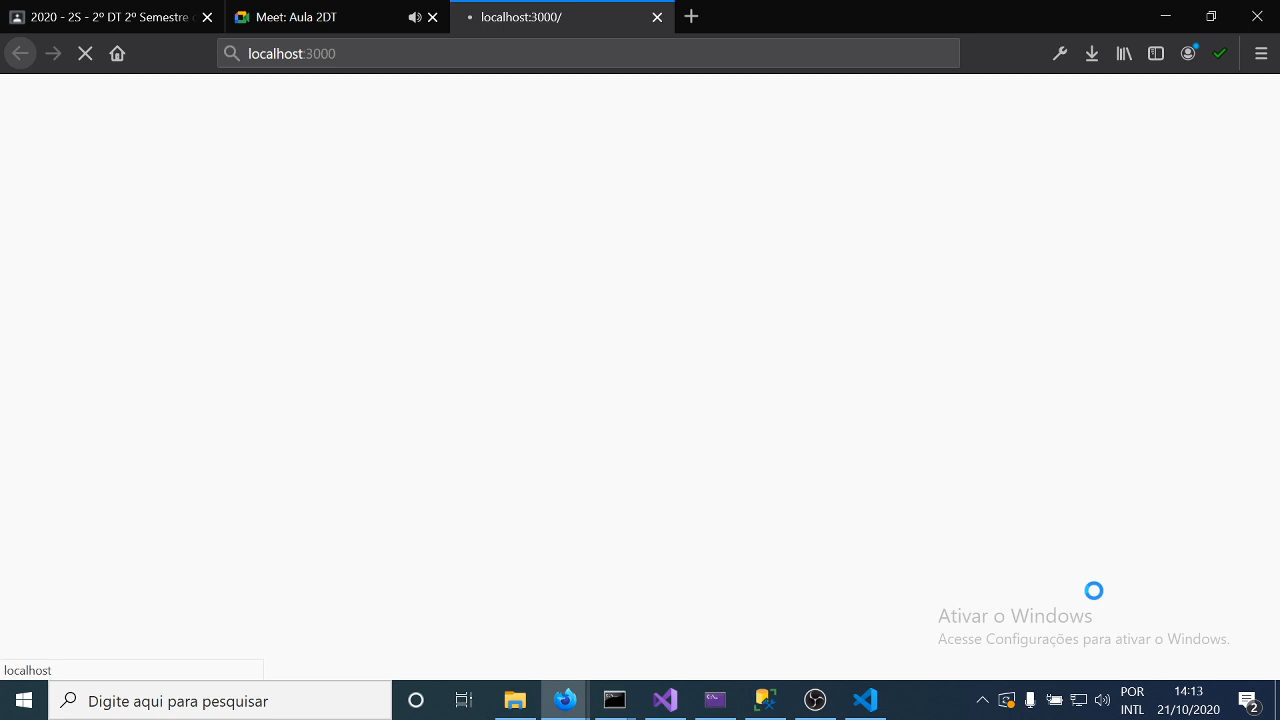 2020 - 2S - 2º DT 2º Semestre
Meet: Aula 2DT
localhost:3000/
localhost:3000
Ativar o Windows
Acesse Configurações para ativar o Windows.
localhost
Digite aqui para pesquisar
POR
INTL
14:13
21/10/2020
2